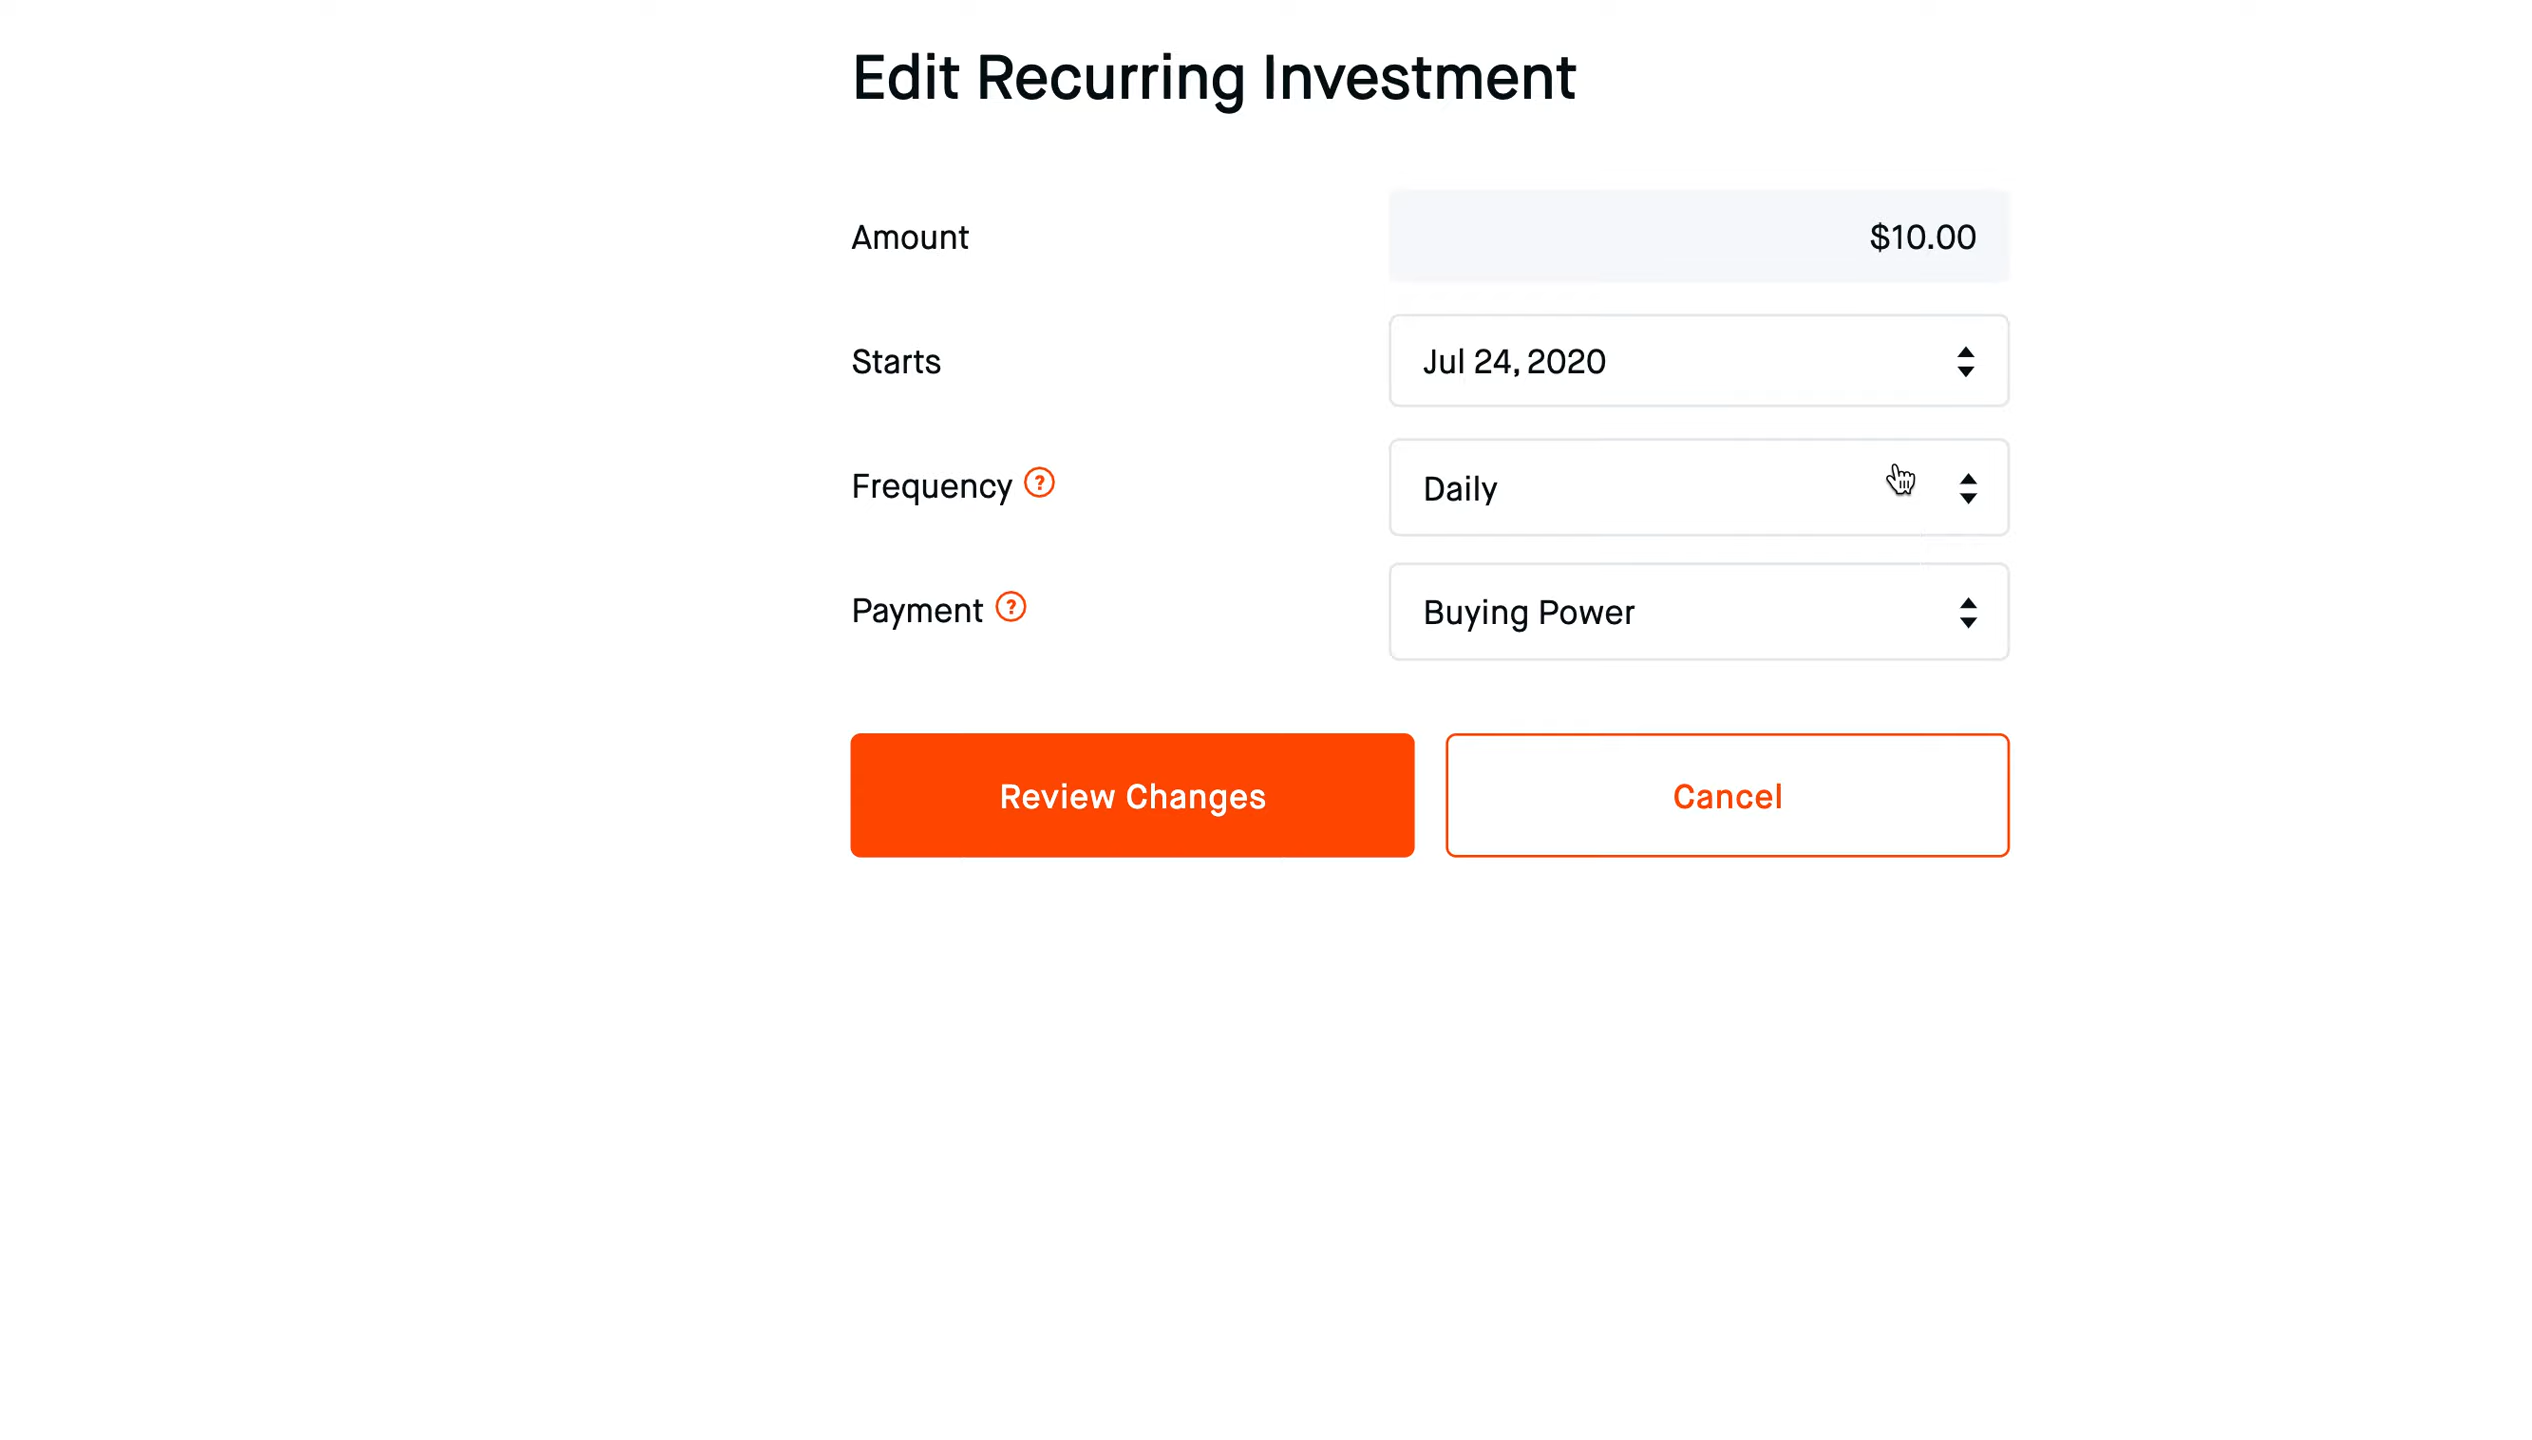 Edit Recurring Investment
Amount
$10.00
Starts
Jul 24, 2020
Frequency ?
Daily
Payment ?
Buying Power
Review Changes
Cancel